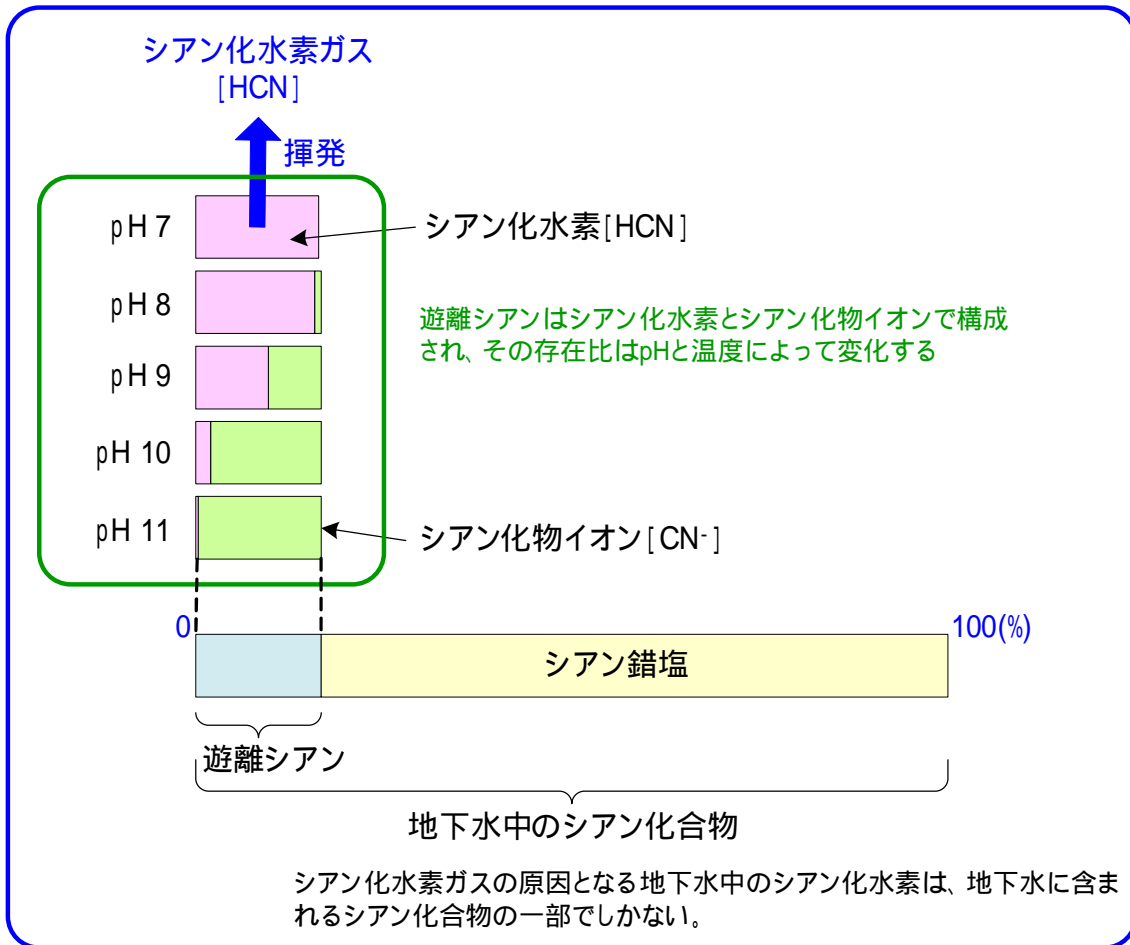 シアン化水素ガス
[HCN]
揮発
pH 7
シアン化水素[HCN]
pH 8
遊離シアンはシアン化水素とシアン化物イオンで構成
され、その存在比はpHと温度によって変化する
pH 9
pH 10
pH 11
シアン化物イオン[CN-]
0
100(%)
シアン錯塩
遊離シアン
地下水中のシアン化合物
シアン化水素ガスの原因となる地下水中のシアン化水素は、地下水に含ま
れるシアン化合物の一部でしかない。